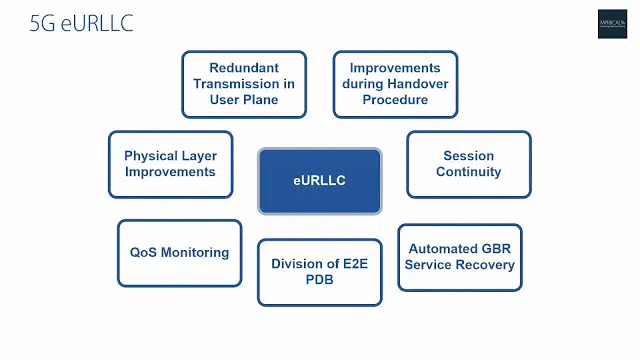 5G eURLLC
MPIRICAL
Redundant
Transmission in
User Plane
Improvements
during Handover
Procedure
Physical Layer
Improvements
eURLLC
Session
Continuity
QoS Monitoring
Division of E2E
PDB
Automated GBR
Service Recovery